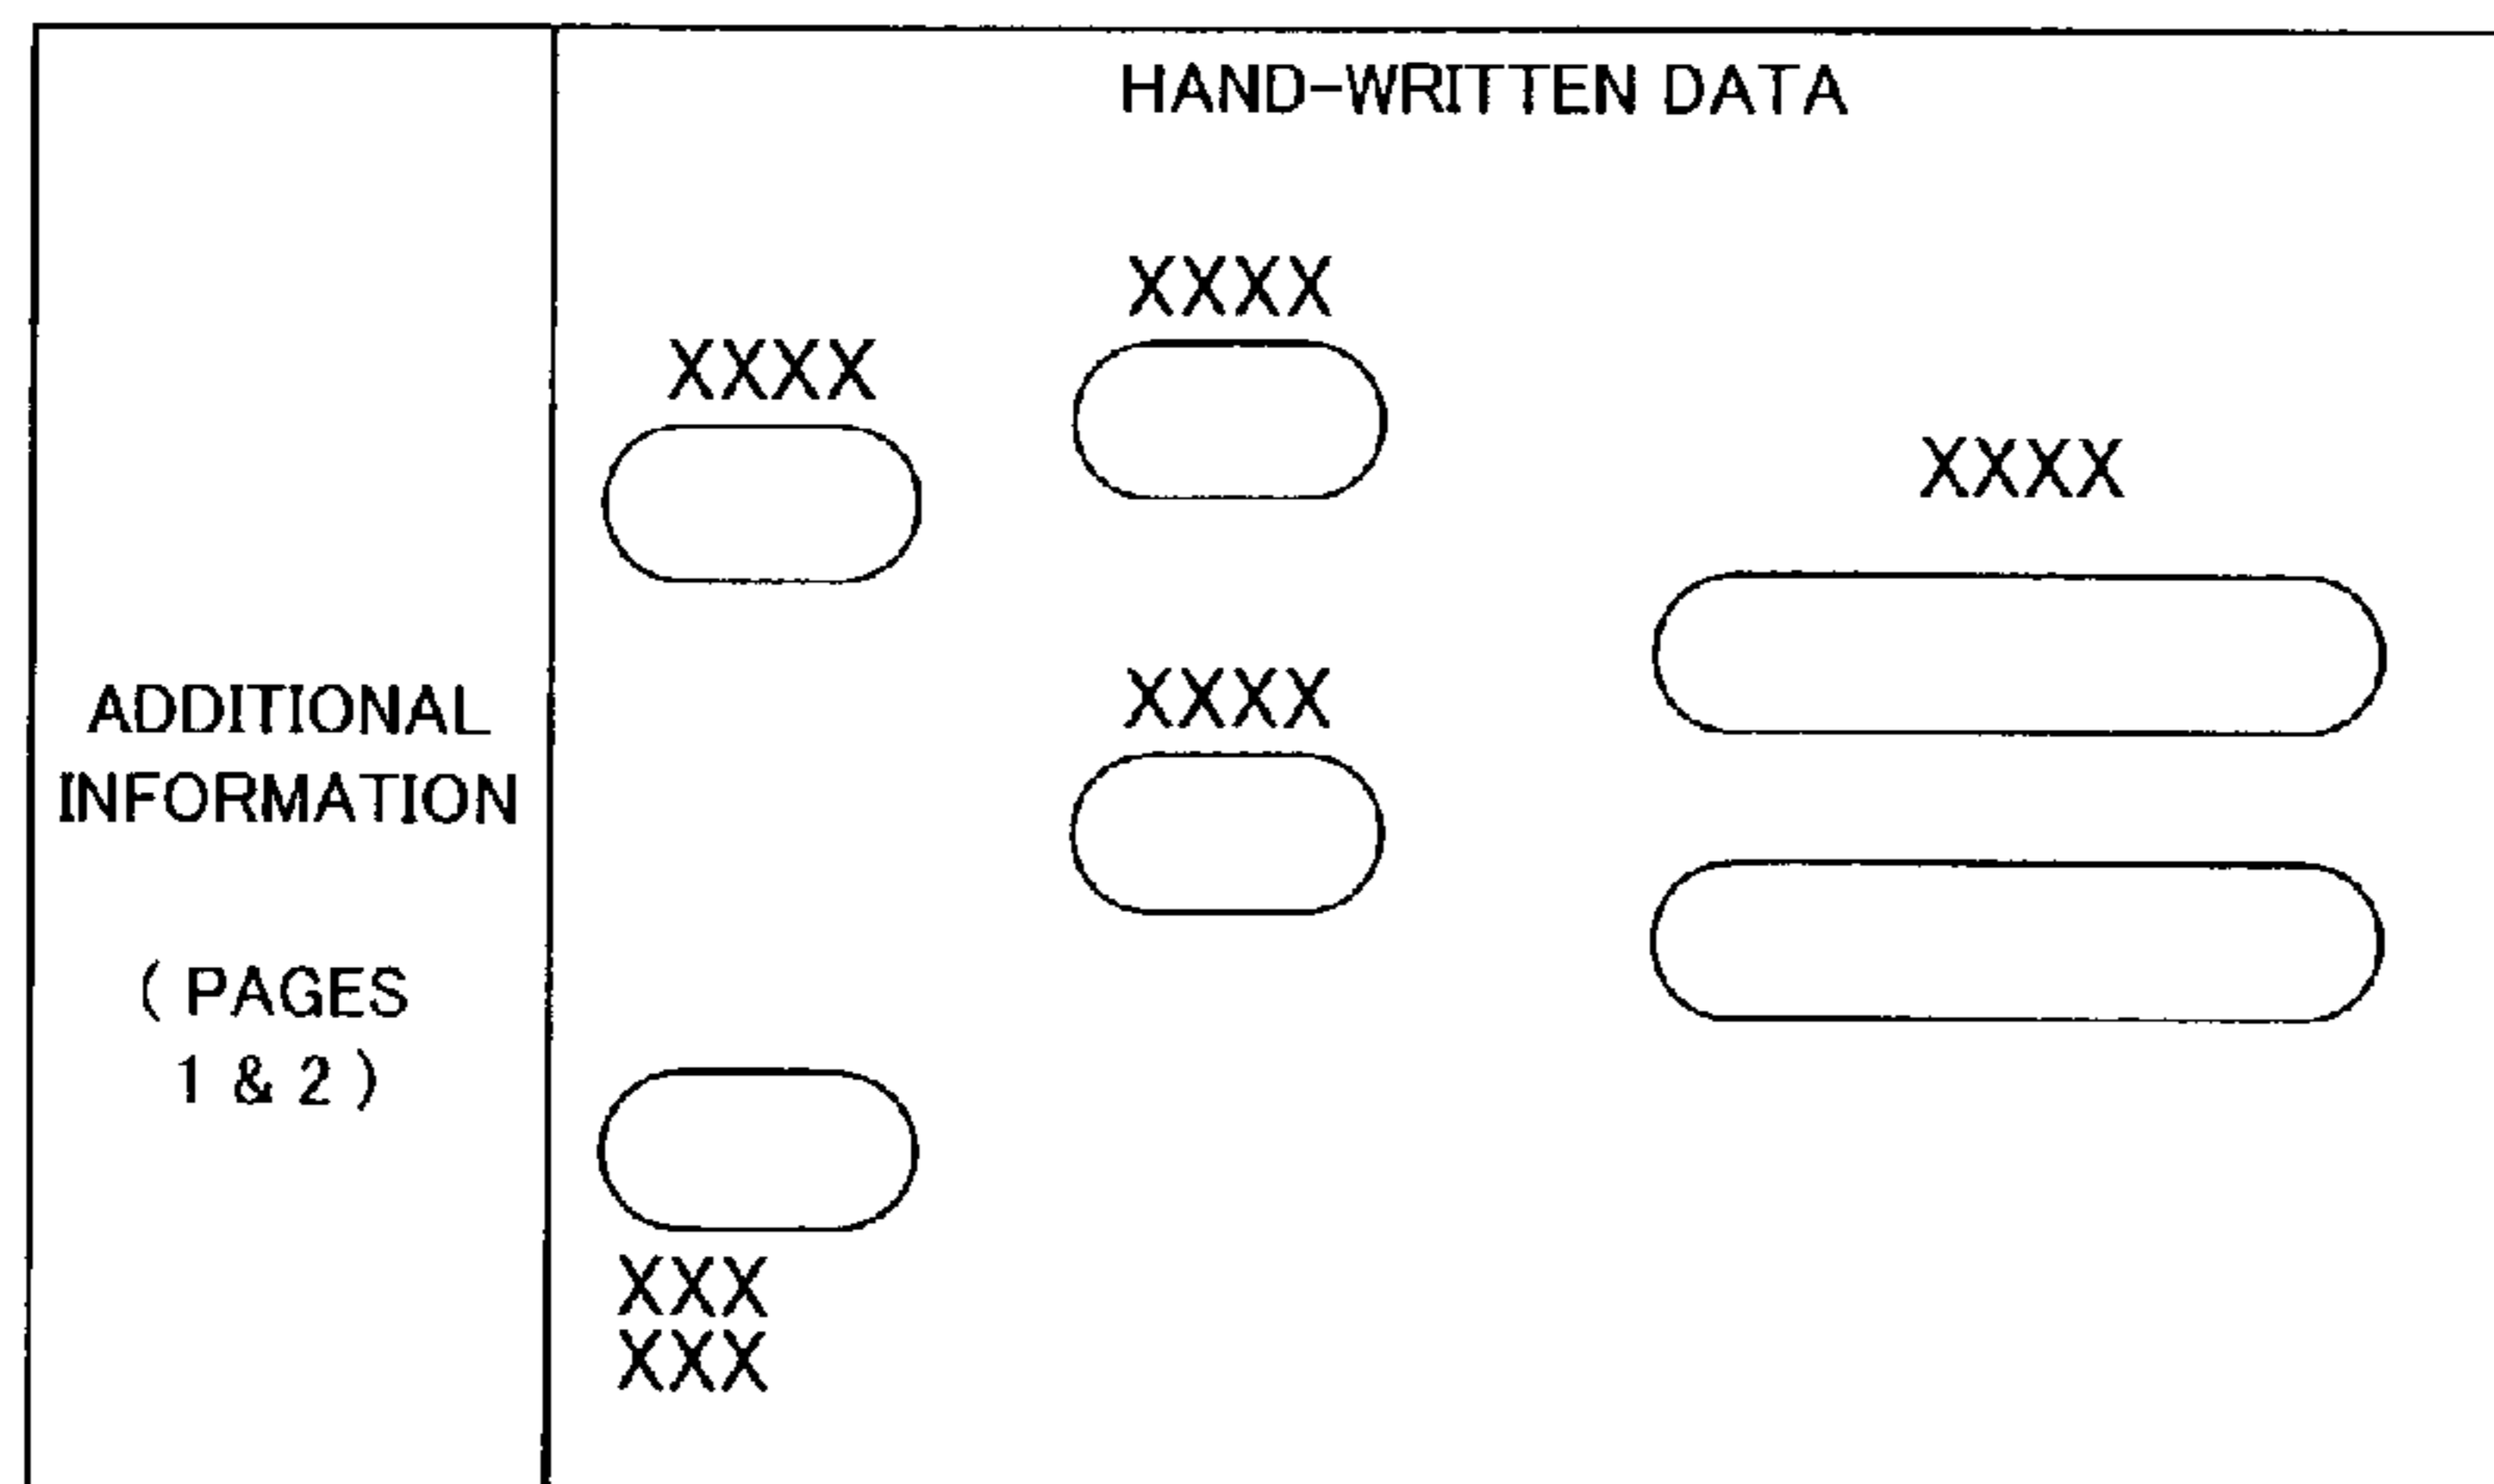 HAND-WRITTEN DATA
XXXX
XXXX
XXXX
XXXX
ADDITIONAL
INFORMATION
( PAGES
1 & 2 )
XXX
XXX